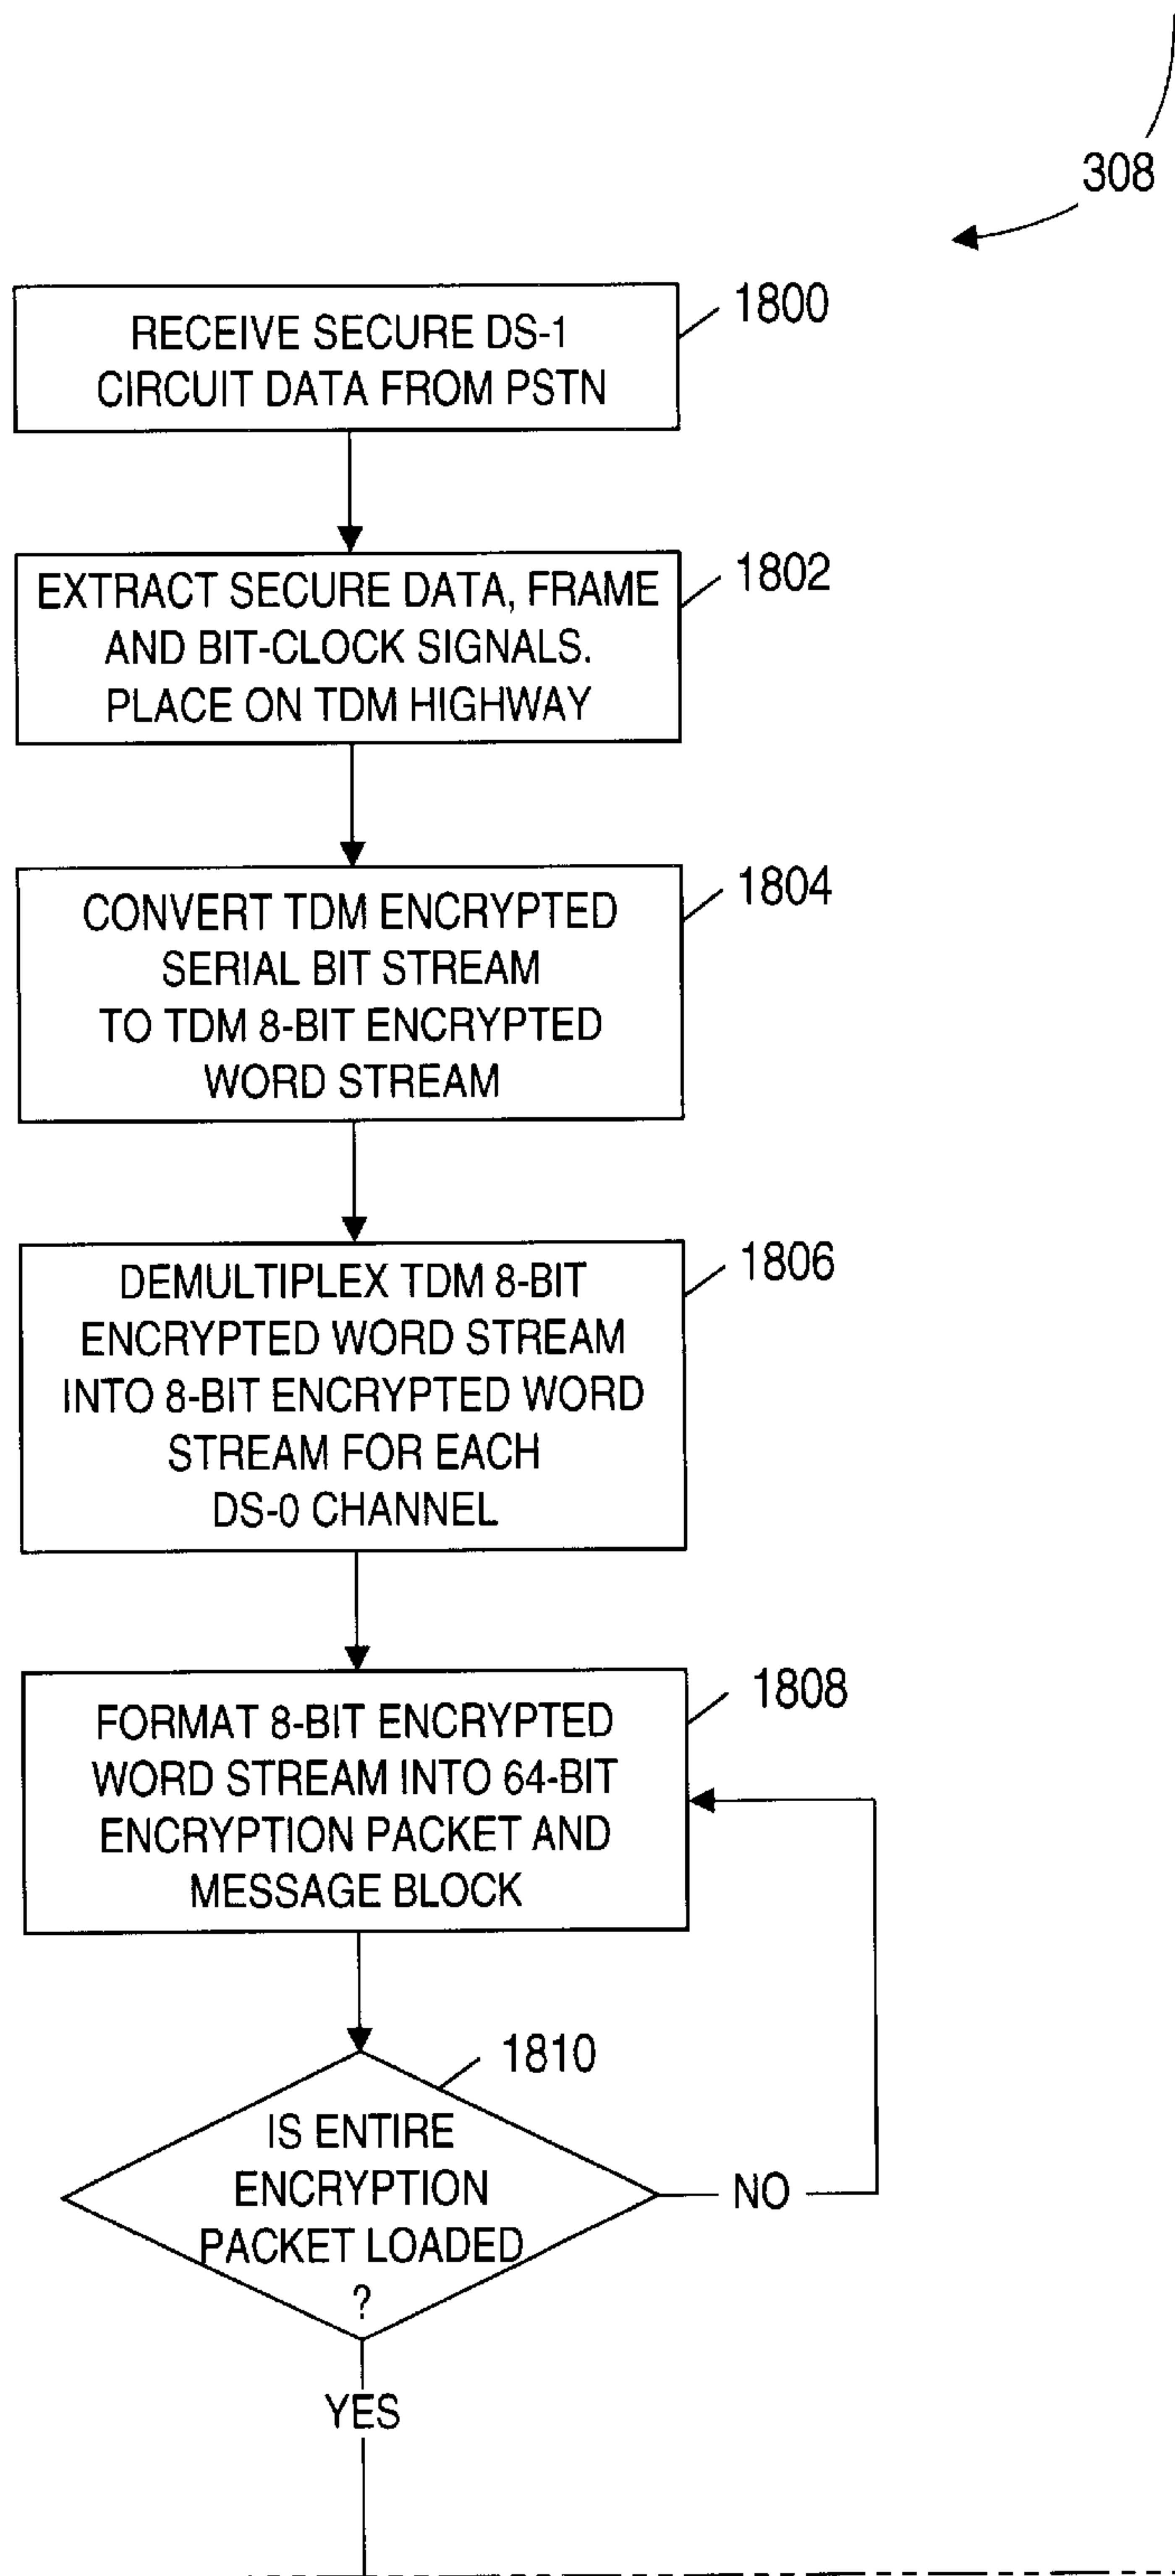 308
1800
RECEIVE SECURE DS-1
CIRCUIT DATA FROM PSTN
1802
EXTRACT SECURE DATA, FRAME
AND BIT-CLOCK SIGNALS.
PLACE ON TDM HIGHWAY
1804
CONVERT TDM ENCRYPTED
SERIAL BIT STREAM
TO TDM 8-BIT ENCRYPTED
WORD STREAM
1806
DEMULTIPLEX TDM 8-BIT
ENCRYPTED WORD STREAM
INTO 8-BIT ENCRYPTED WORD
STREAM FOR EACH
DS-0 CHANNEL
1808
FORMAT 8-BIT ENCRYPTED
WORD STREAM INTO 64-BIT
ENCRYPTION PACKET AND
MESSAGE BLOCK
1810
IS ENTIRE
ENCRYPTION
PACKET LOADED
?
NO
YES